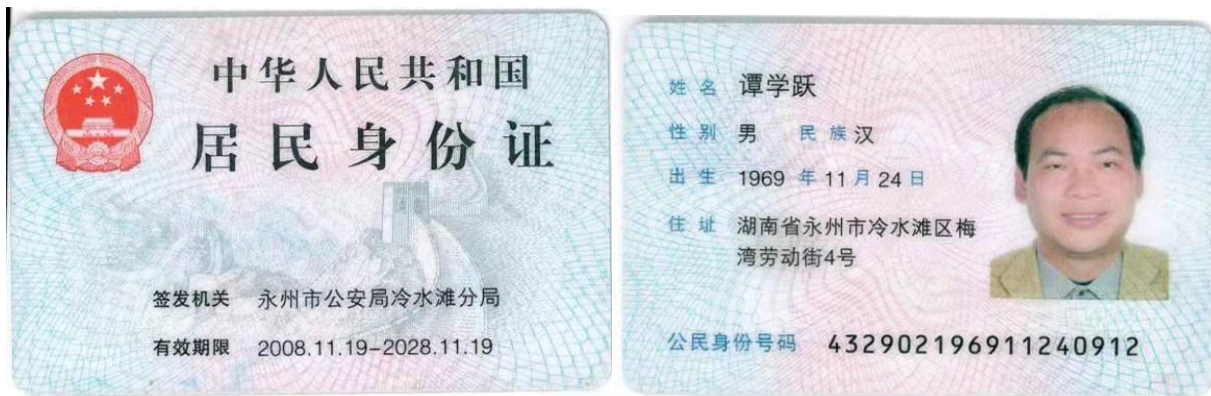 中华人民共和国
居民身份证
签发机关 永州市公安局冷水滩分局
有效期限 2008.11.19-2028.11.19
姓名 谭学跃
性别 男 民族 汉
出生 1969 年 11 月 24 日
住址 湖南省永州市冷水滩区梅
湾劳动街4号
公民身份号码 432902196911240912